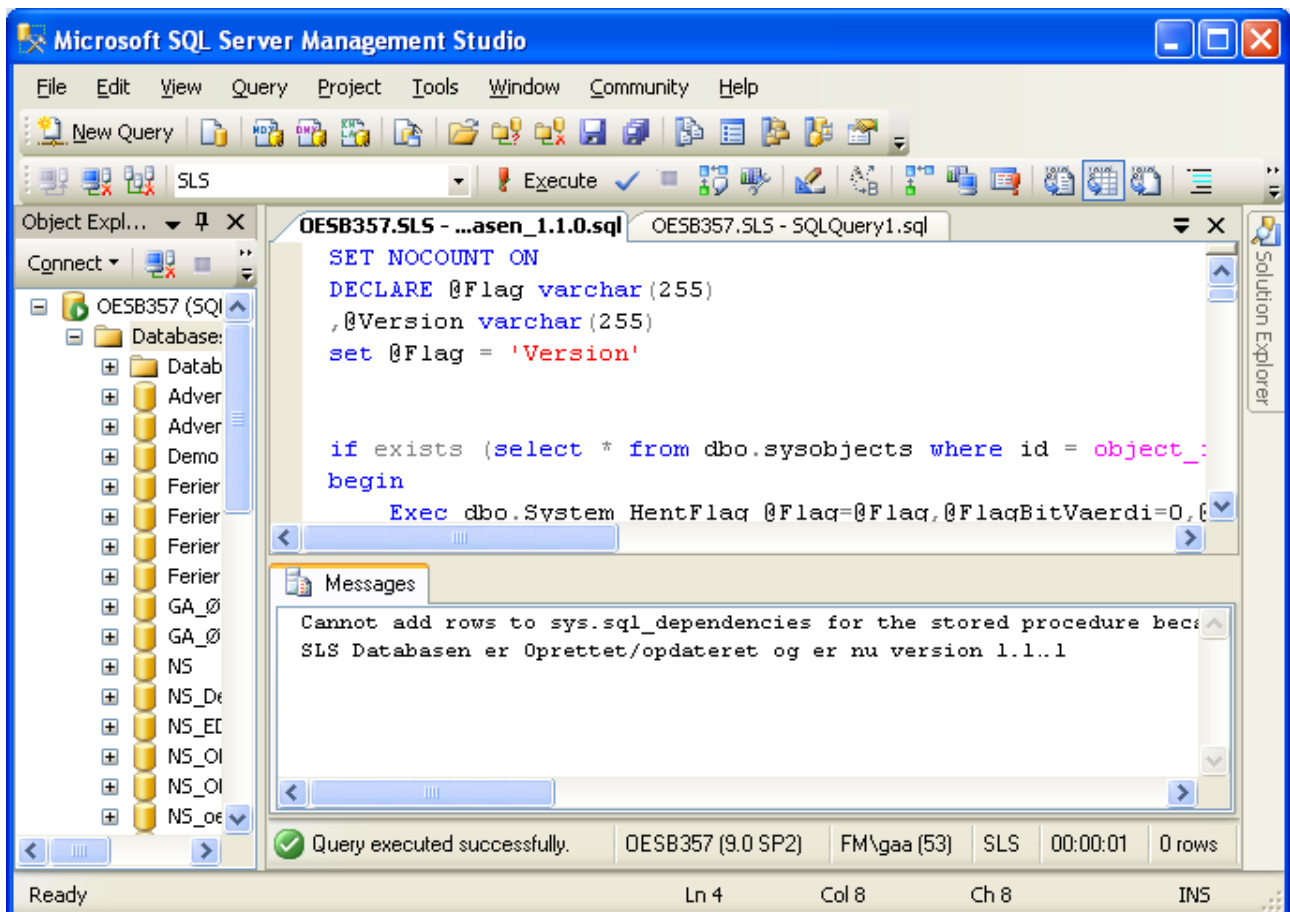 Microsoft SQL Server Management Studio
File Edit View Query Project Tools Window Community Help
New Query
SLS
Execute
Object Expl...
Connect
OESB357 (SQl
Database:
Datab
Adver
Adver
Demo
Ferier
Ferier
Ferier
Ferier
GA_Ø
GA_Ø
NS
NS_De
NS_ED
NS_Ol
NS_Ol
NS_oe
OESB357.SLS - ...asen_1.1.0.sql
OESB357.SLS - SQLQuery1.sql
SET NOCOUNT ON
DECLARE @Flag varchar(255)
,@Version varchar(255)
set @Flag = 'Version'
if exists (select * from dbo.sysobjects where id = object_
begin
Exec dbo.System_HentFlag @Flag=@Flag,@FlagBitVaerdi=0,
Messages
Cannot add rows to sys.sql_dependencies for the stored procedure beca
SLS Databasen er Oprettet/opdateret og er nu version 1.1..1
Query executed successfully.
OESB357 (9.0 SP2)
FM\gaa (53)
SLS
00:00:01
0 rows
Solution Explorer
Ready
Ln 4
Col 8
Ch 8
INS